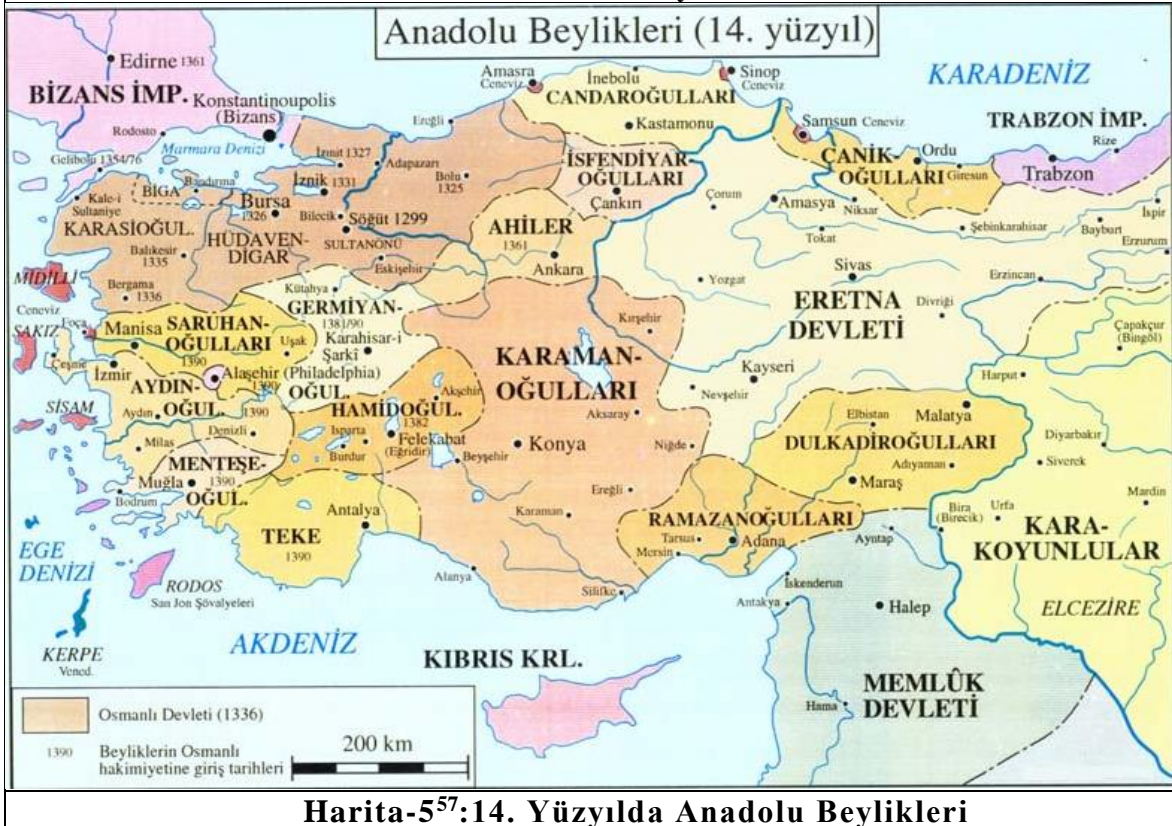 Anadolu Beylikleri (14. yüzyıl)
KARADENİZ
Edirne 1361
BİZANS İMP.
Konstantinoupolis
(Bizans)
Rodosto
Marmara Denizi
Gelibolu 1354/76
Ereğli
Amasra
Ceneviz
İnebolu
CANDAROĞULLARI
Kastamonu
Sinop
Ceneviz
Samsun Ceneviz
TRABZON İMP.
Rize
Trabzon
CANİK-
OĞULLARI
Ordu
Giresun
İzmit 1327
Adapazarı
İznik
1331
Bolu
1325
İSFENDİYAR-
OĞULLARI
Çankırı
BİGA
Bandırma
Kale-i
Sultaniye
Bursa
1326
Bilecik
Söğüt 1299
SULTANÖNÜ
KARASİOĞUL.
HÜDAVEN-
DİGAR
Balıkesir
1335
Eskişehir
AHİLER
1361
Ankara
Çorum
Amasya
Niksar
Tokat
Şebinkarahisar
Bayburt
İspir
Erzurum
Erzincan
Yozgat
Sivas
Divriği
ERETNA
DEVLETİ
MİDİLLİ
Ceneviz
Bergama
1336
Kütahya
GERMİYAN-
1381/90
Karahisar-i
Şarkî
OĞUL.
SAKIZ
Foça
Manisa
SARUHAN-
OĞULLARI
1390
Uşak
Çeşme
İzmir
Alaşehir (Philadelphia)
1390
AYDIN-
OĞUL.
1390
Aydın
Denizli
SİSAM
Milas
HAMİDOĞUL.
1382
Akşehir
Isparta
Burdur
Felekabat
(Eğridir)
Beyşehir
KARAMAN-
OĞULLARI
Kırşehir
Aksaray
Konya
Niğde
Ereğli
Karaman
Nevşehir
Kayseri
Çapakçur
(Bingöl)
Harput
Elbistan
Malatya
DULKADİROĞULLARI
Adıyaman
Maraş
Diyarbakır
Siverek
Mardin
Bira
(Birecik)
Urfa
KARA-
KOYUNLULAR
ELCEZİRE
MENTEŞE-
1390
Muğla
OĞUL.
Bodrum
TEKE
1390
Antalya
Alanya
Silifke
RAMAZANOĞULLARI
Tarsus
Adana
Mersin
Ayntap
İskenderun
Antakya
Halep
MEMLÛK
DEVLETİ
Hama
EGE
DENİZİ
RODOS
San Jon Şövalyeleri
KERPE
Vened.
AKDENİZ
KIBRIS KRL.
Osmanlı Devleti (1336)
1390 Beyliklerin Osmanlı
hakimiyetine giriş tarihleri
200 km
Harita-5⁵⁷:14. Yüzyılda Anadolu Beylikleri